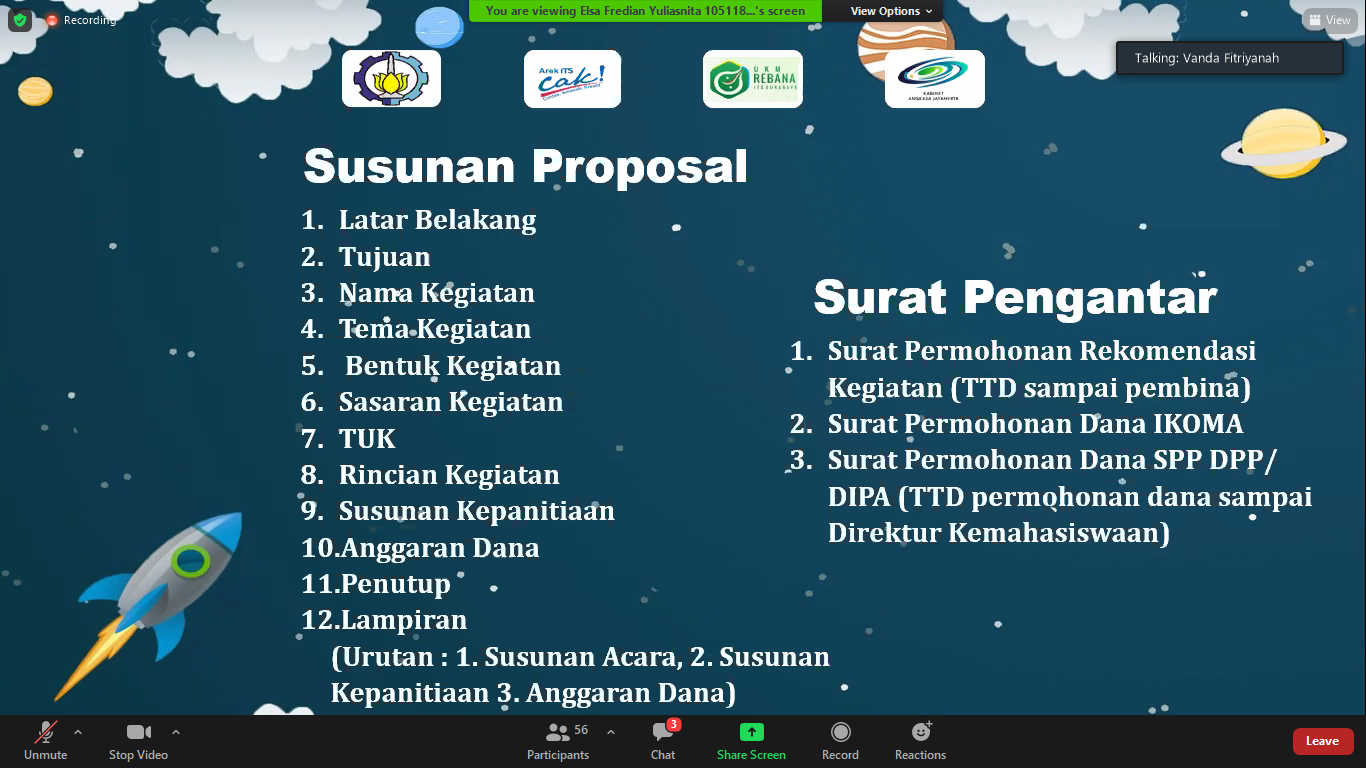 Recording
You are viewing Elsa Fredian Yuliasnita 105118...'s screen
View Options
View
Talking: Vanda Fitriyanah
Arek ITS
cak!
UKM
REBANA
ITS SURABAYA
KABINET
ANGKASA JAYAMERTA
Susunan Proposal
1. Latar Belakang
2. Tujuan
3. Nama Kegiatan
4. Tema Kegiatan
5. Bentuk Kegiatan
6. Sasaran Kegiatan
7. TUK
8. Rincian Kegiatan
9. Susunan Kepanitiaan
10.Anggaran Dana
11.Penutup
12.Lampiran
(Urutan : 1. Susunan Acara, 2. Susunan
Kepanitiaan 3. Anggaran Dana)
Surat Pengantar
1. Surat Permohonan Rekomendasi
Kegiatan (TTD sampai pembina)
2. Surat Permohonan Dana IKOMA
3. Surat Permohonan Dana SPP DPP/
DIPA (TTD permohonan dana sampai
Direktur Kemahasiswaan)
Unmute
Stop Video
56
Participants
3
Chat
Share Screen
Record
Reactions
Leave